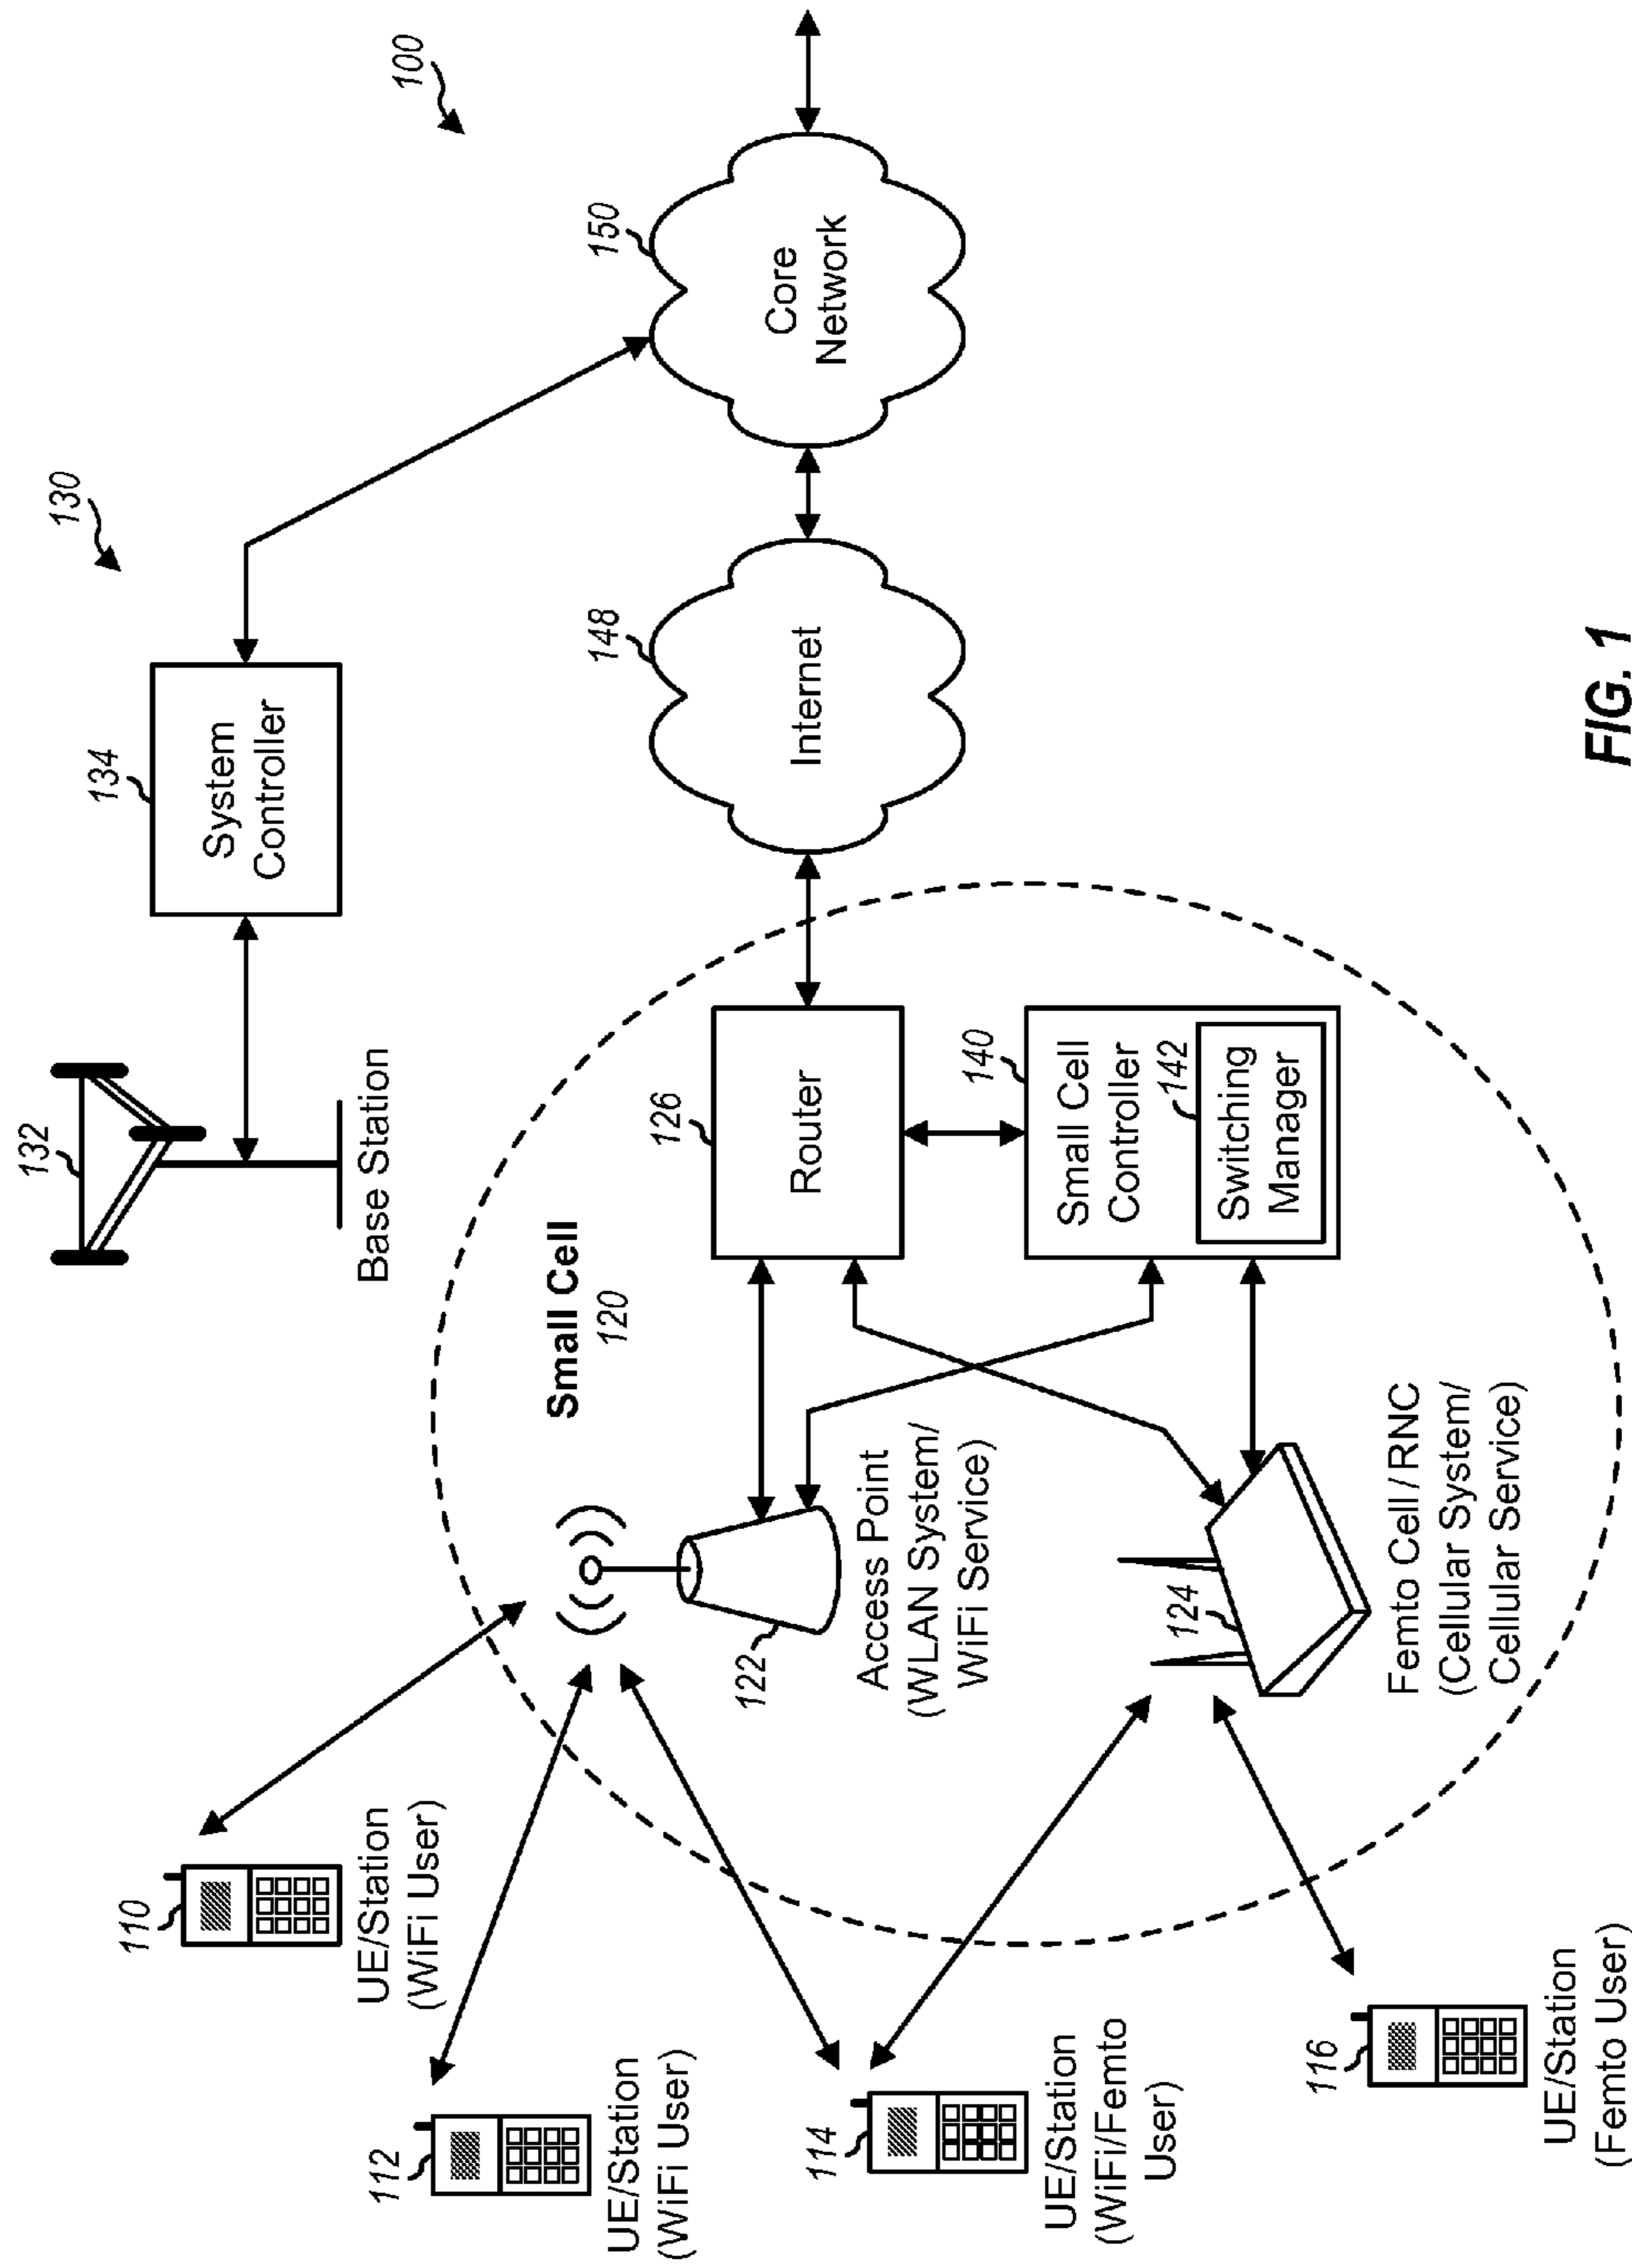 100
130
132
Base Station
134
System
Controller
150
Core
Network
148
Internet
Small Cell
120
126
Router
140
Small Cell
Controller
142
Switching
Manager
122
Access Point
(WLAN System/
WiFi Service)
124
Femto Cell/RNC
(Cellular System/
Cellular Service)
110
UE/Station
(WiFi User)
112
UE/Station
(WiFi User)
114
UE/Station
(WiFi/Femto
User)
116
UE/Station
(Femto User)
FIG. 1